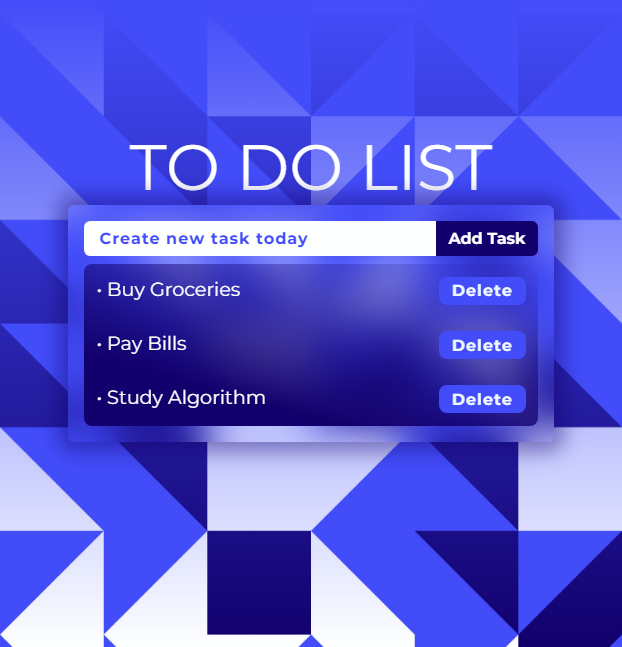 TO DO LIST
Create new task today Add Task
• Buy Groceries Delete
• Pay Bills Delete
• Study Algorithm Delete